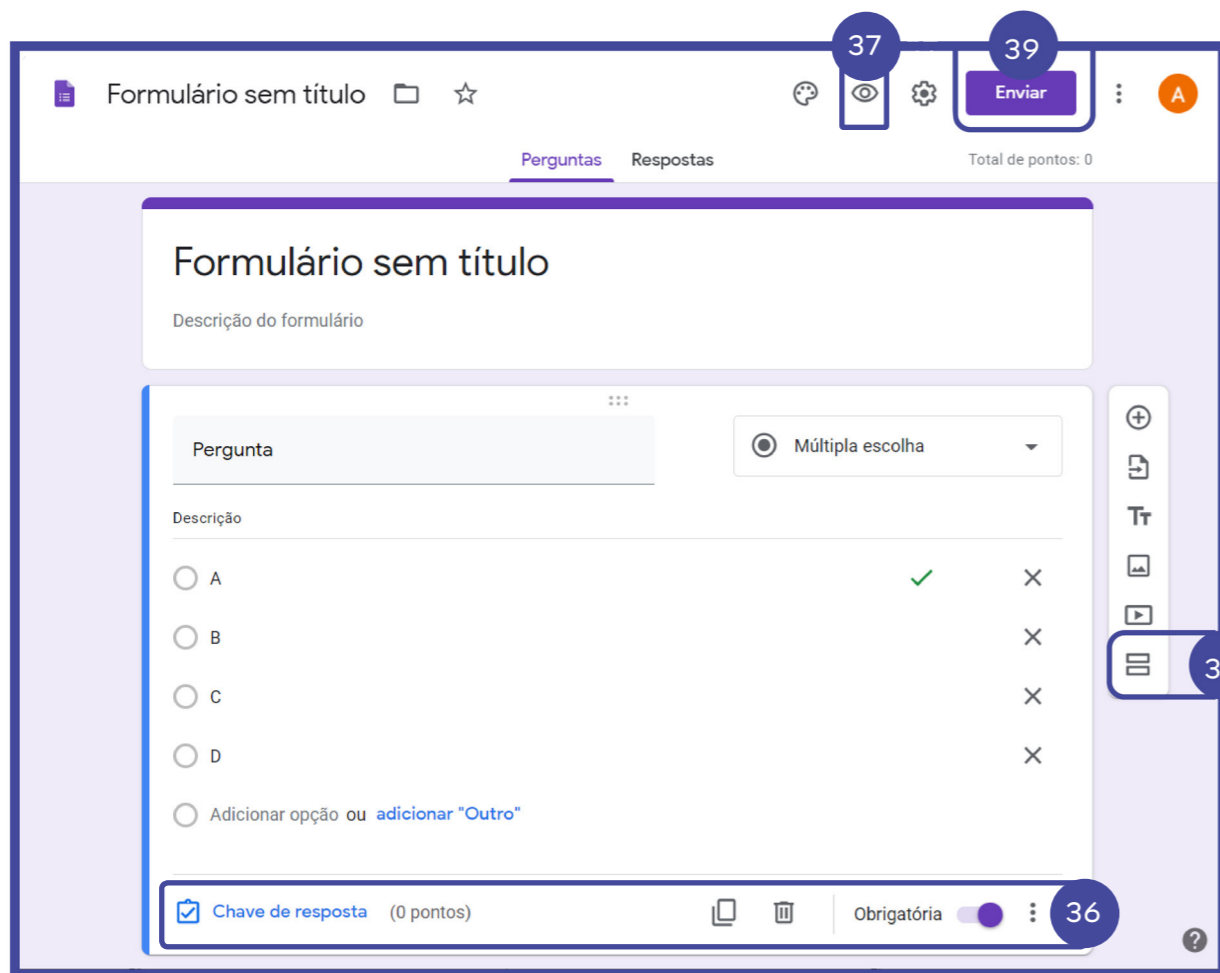 37
39
Formulário sem título
Enviar
A
Perguntas Respostas
Total de pontos: 0
Formulário sem título
Descrição do formulário
Pergunta
Múltipla escolha
Descrição
A
B
C
D
Adicionar opção ou adicionar "Outro"
Chave de resposta (0 pontos)
Obrigatória
36